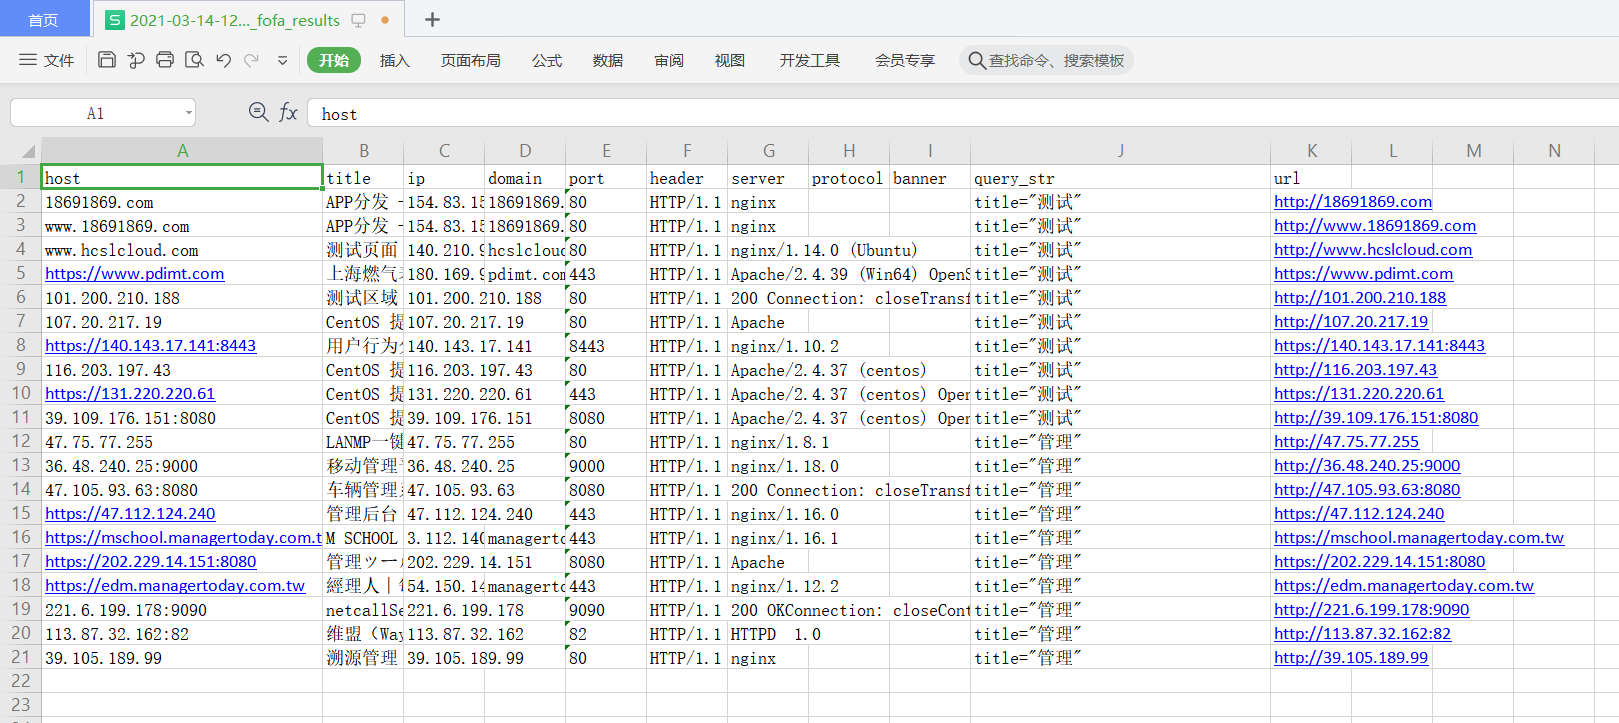 首页 2021-03-14-12..._fofa_results
文件 开始 插入 页面布局 公式 数据 审阅 视图 开发工具 会员专享 查找命令、搜索模板
A1 fx host
A B C D E F G H I J K L M N
1 host title ip domain port header server protocol banner query_str url
2 18691869.com APP分发 - 154.83.15 18691869. 80 HTTP/1.1 nginx title="测试" http://18691869.com
3 www.18691869.com APP分发 - 154.83.15 18691869. 80 HTTP/1.1 nginx title="测试" http://www.18691869.com
4 www.hcslcloud.com 测试页面 140.210.9 hcslcloud 80 HTTP/1.1 nginx/1.14.0 (Ubuntu) title="测试" http://www.hcslcloud.com
5 https://www.pdimt.com 上海燃气 180.169.9 pdimt.com 443 HTTP/1.1 Apache/2.4.39 (Win64) OpenS title="测试" https://www.pdimt.com
6 101.200.210.188 测试区域 101.200.210.188 80 HTTP/1.1 200 Connection: closeTransf title="测试" http://101.200.210.188
7 107.20.217.19 CentOS 提 107.20.217.19 80 HTTP/1.1 Apache title="测试" http://107.20.217.19
8 https://140.143.17.141:8443 用户行为分 140.143.17.141 8443 HTTP/1.1 nginx/1.10.2 title="测试" https://140.143.17.141:8443
9 116.203.197.43 CentOS 提 116.203.197.43 80 HTTP/1.1 Apache/2.4.37 (centos) title="测试" http://116.203.197.43
10 https://131.220.220.61 CentOS 提 131.220.220.61 443 HTTP/1.1 Apache/2.4.37 (centos) Ope title="测试" https://131.220.220.61
11 39.109.176.151:8080 CentOS 提 39.109.176.151 8080 HTTP/1.1 Apache/2.4.37 (centos) Ope title="测试" http://39.109.176.151:8080
12 47.75.77.255 LANMP一键 47.75.77.255 80 HTTP/1.1 nginx/1.8.1 title="管理" http://47.75.77.255
13 36.48.240.25:9000 移动管理 36.48.240.25 9000 HTTP/1.1 nginx/1.18.0 title="管理" http://36.48.240.25:9000
14 47.105.93.63:8080 车辆管理 47.105.93.63 8080 HTTP/1.1 200 Connection: closeTransf title="管理" http://47.105.93.63:8080
15 https://47.112.124.240 管理后台 47.112.124.240 443 HTTP/1.1 nginx/1.16.0 title="管理" https://47.112.124.240
16 https://mschool.managertoday.com.t M SCHOOL 3.112.140 managerto 443 HTTP/1.1 nginx/1.16.1 title="管理" https://mschool.managertoday.com.tw
17 https://202.229.14.151:8080 管理ツール 202.229.14.151 8080 HTTP/1.1 Apache title="管理" https://202.229.14.151:8080
18 https://edm.managertoday.com.tw 經理人｜ 54.150.14 managerto 443 HTTP/1.1 nginx/1.12.2 title="管理" https://edm.managertoday.com.tw
19 221.6.199.178:9090 netcallSe 221.6.199.178 9090 HTTP/1.1 200 OKConnection: closeCont title="管理" http://221.6.199.178:9090
20 113.87.32.162:82 维盟（Way 113.87.32.162 82 HTTP/1.1 HTTPD 1.0 title="管理" http://113.87.32.162:82
21 39.105.189.99 溯源管理 39.105.189.99 80 HTTP/1.1 nginx title="管理" http://39.105.189.99
22
23